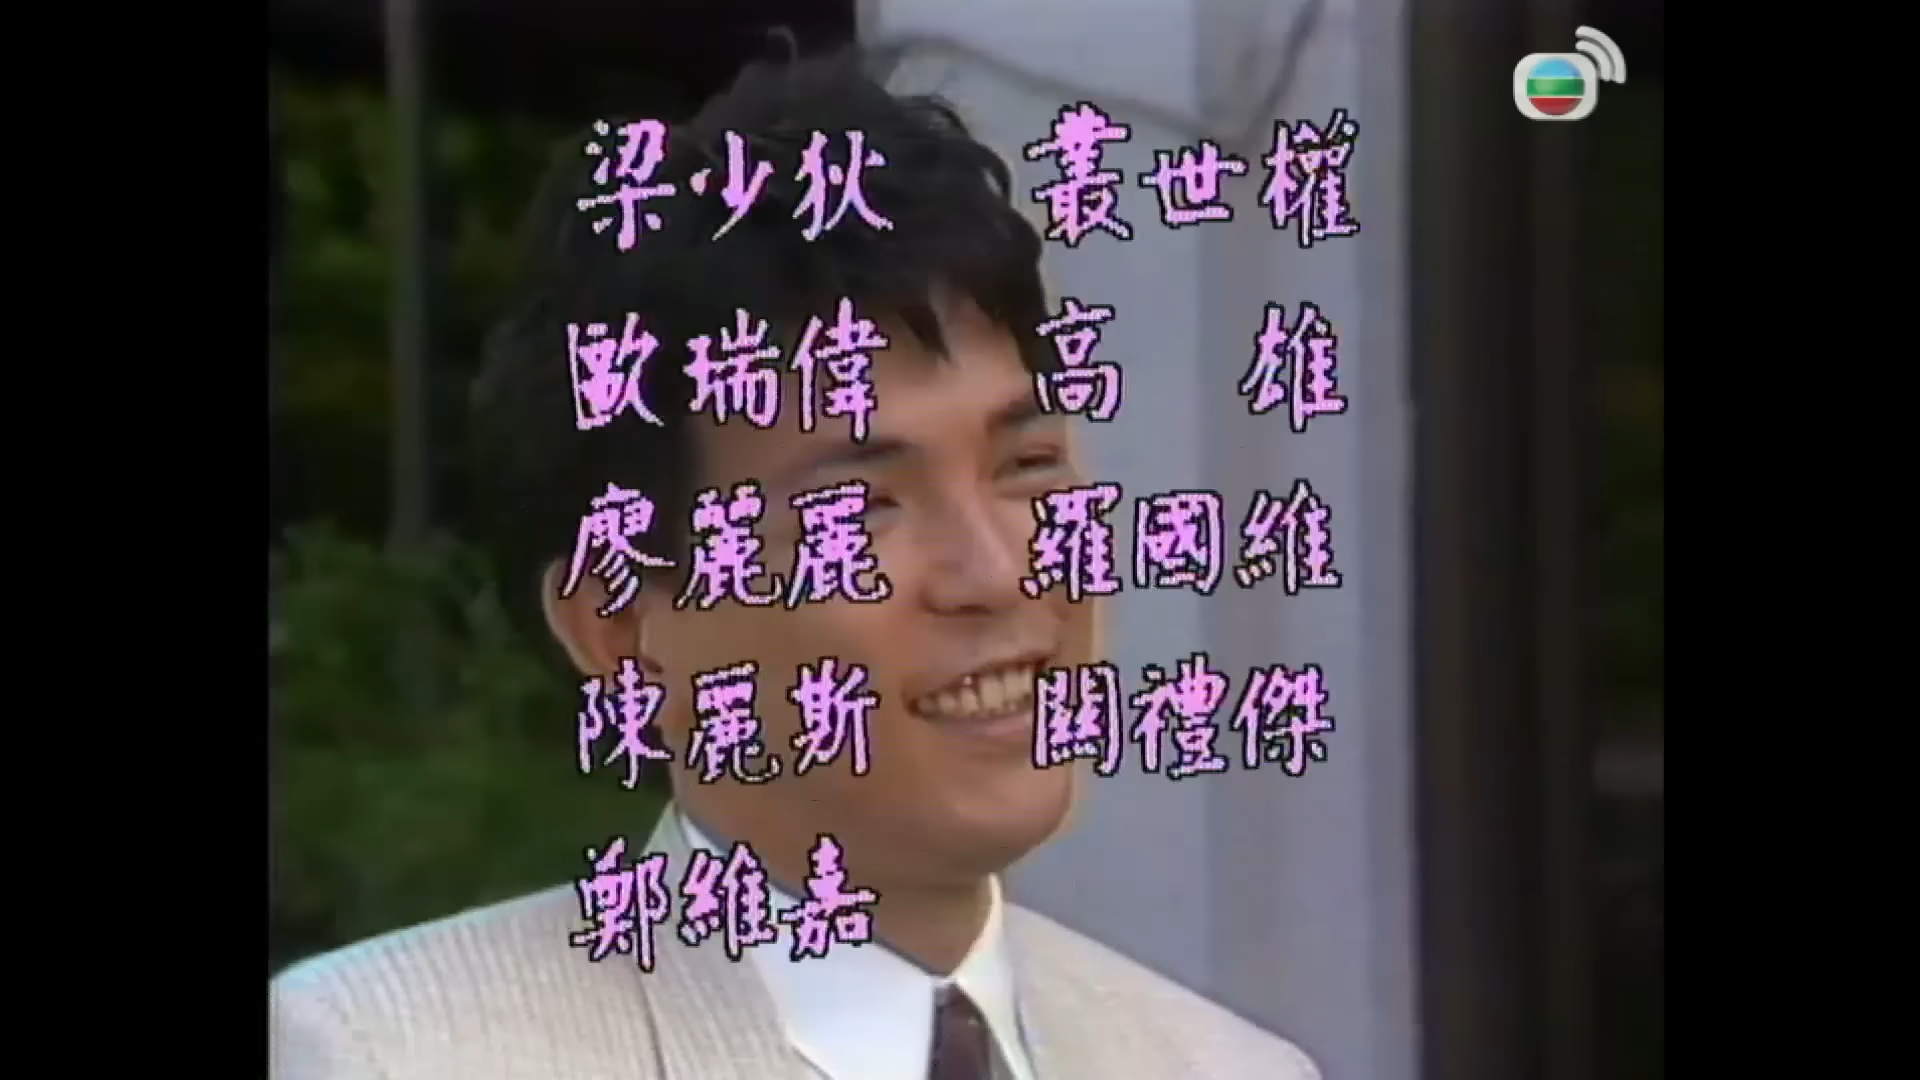 梁少狄 叢世權
歐瑞偉 高 雄
廖麗麗 羅國維
陳麗斯 關禮傑
鄭維嘉